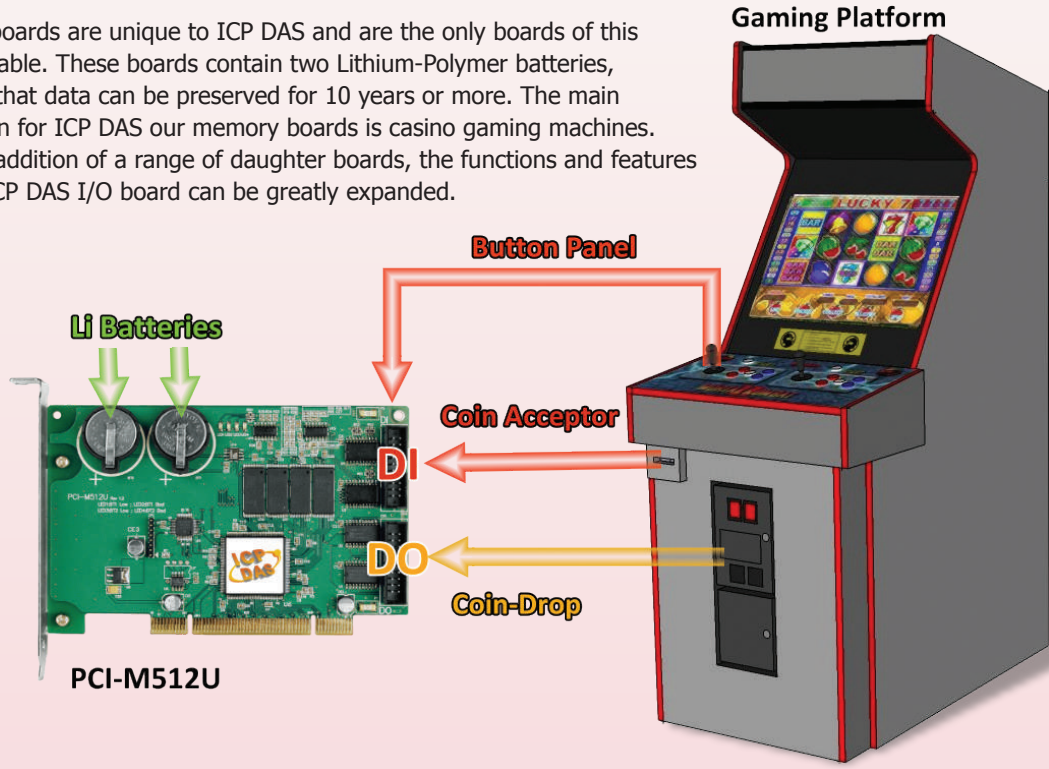 Gaming Platform
oards are unique to ICP DAS and are the only boards of this
able. These boards contain two Lithium-Polymer batteries,
that data can be preserved for 10 years or more. The main
n for ICP DAS our memory boards is casino gaming machines.
addition of a range of daughter boards, the functions and features
CP DAS I/O board can be greatly expanded.
LUCKY 7
Button Panel
Li Batteries
Coin Acceptor
DI
PCI-M512U
CC3
ICP
DAS
DO
Coin-Drop
PCI-M512U